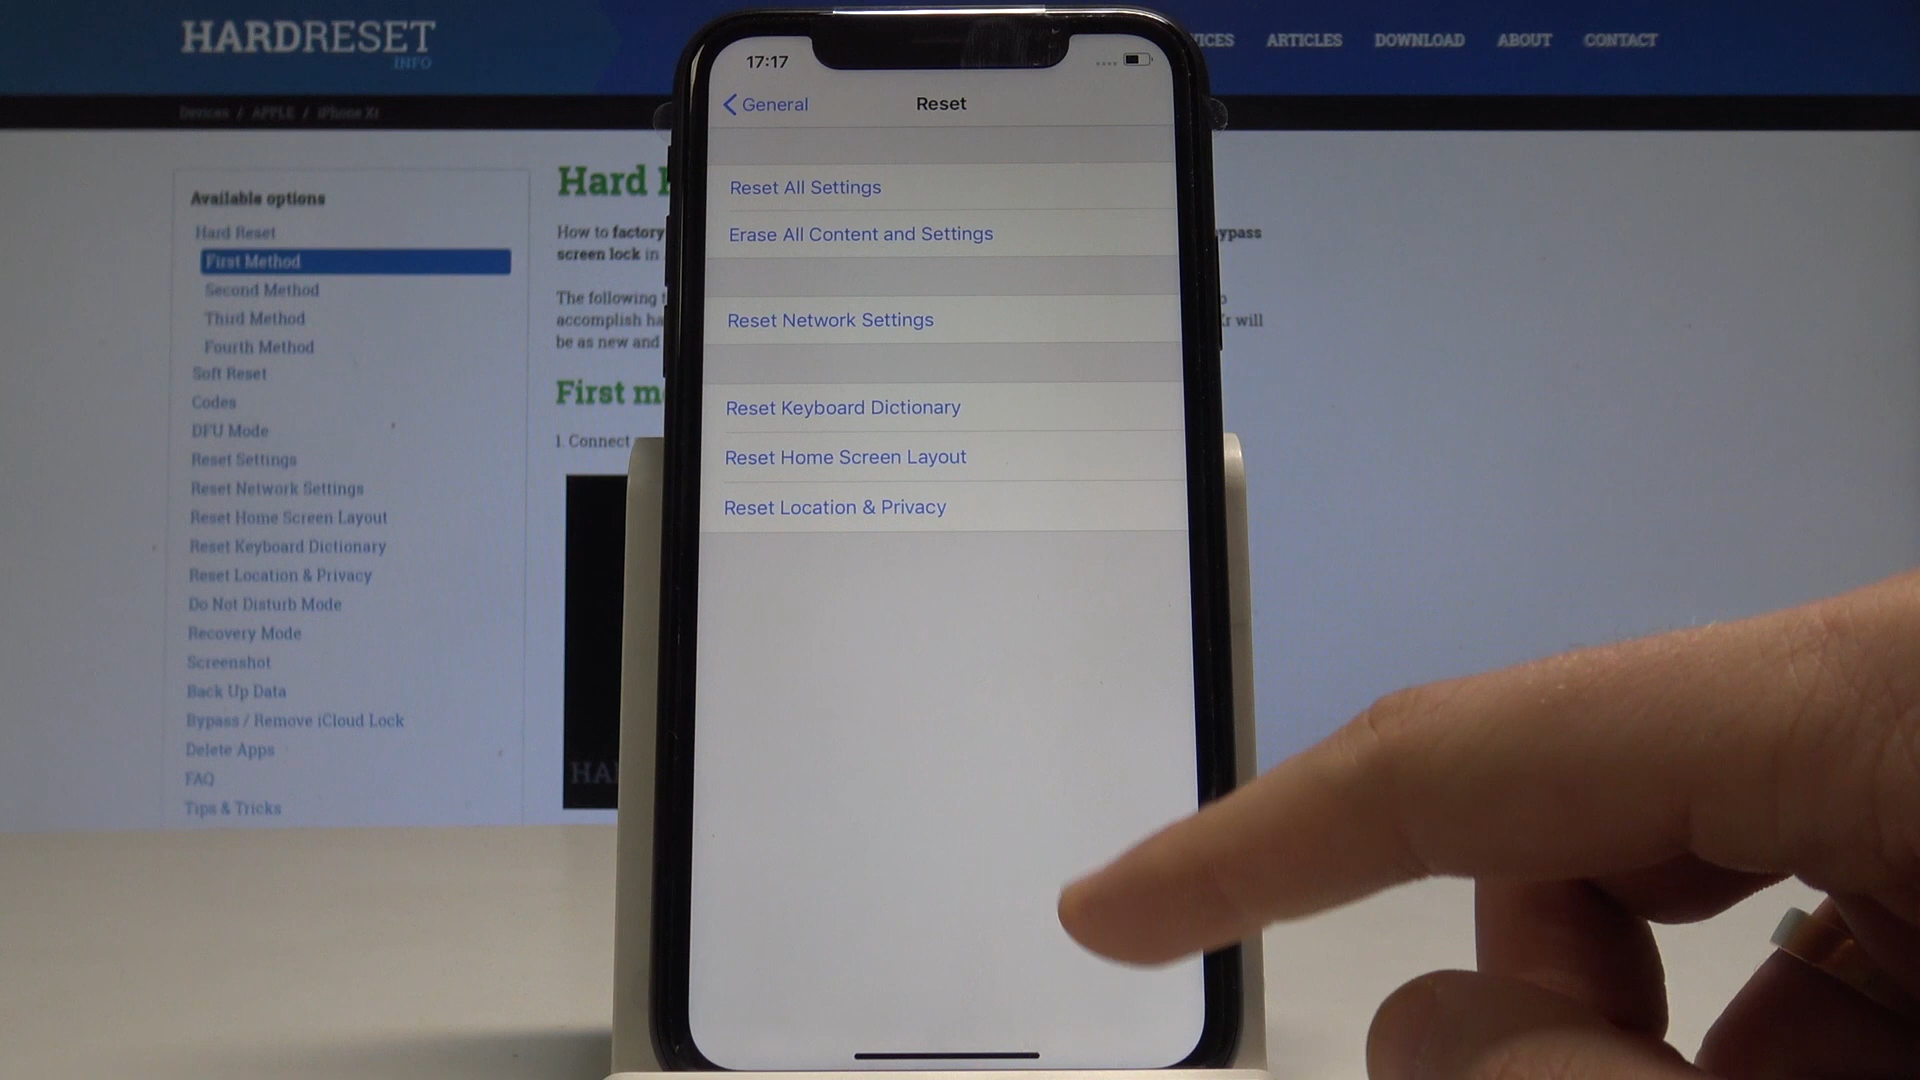 HARDRESET
INFO
ARTICLES
DOWNLOAD
ABOUT
CONTACT
Devices / APPLE / iPhone Xr
Available options
Hard Reset
First Method
Second Method
Third Method
Fourth Method
Soft Reset
Codes
DFU Mode
Reset Settings
Reset Network Settings
Reset Home Screen Layout
Reset Keyboard Dictionary
Reset Location & Privacy
Do Not Disturb Mode
Recovery Mode
Screenshot
Back Up Data
Bypass / Remove iCloud Lock
Delete Apps
FAQ
Tips & Tricks
Hard
How to factory
screen lock in
The following
accomplish
be as new and
First
1 Connect
will
17:17
General
Reset
Reset All Settings
Erase All Content and Settings
Reset Network Settings
Reset Keyboard Dictionary
Reset Home Screen Layout
Reset Location & Privacy